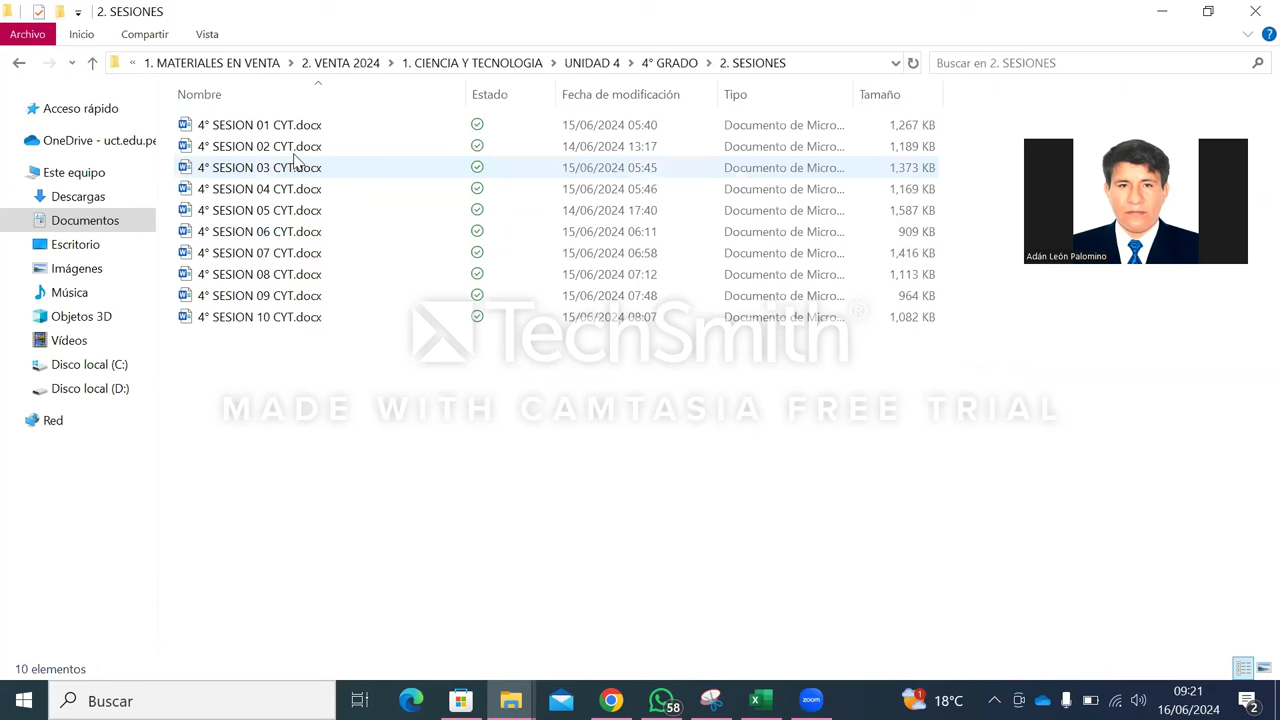 2. SESIONES
Archivo Inicio Compartir Vista
« 1. MATERIALES EN VENTA > 2. VENTA 2024 > 1. CIENCIA Y TECNOLOGIA > UNIDAD 4 > 4° GRADO > 2. SESIONES
Buscar en 2. SESIONES
Nombre Estado Fecha de modificación Tipo Tamaño
4° SESION 01 CYT.docx 15/06/2024 05:40 Documento de Micro... 1,267 KB
4° SESION 02 CYT.docx 14/06/2024 13:17 Documento de Micro... 1,189 KB
4° SESION 03 CYT.docx 15/06/2024 05:45 Documento de Micro... 1,373 KB
4° SESION 04 CYT.docx 15/06/2024 05:46 Documento de Micro... 1,169 KB
4° SESION 05 CYT.docx 14/06/2024 17:40 Documento de Micro... 1,587 KB
4° SESION 06 CYT.docx 15/06/2024 06:11 Documento de Micro... 909 KB
4° SESION 07 CYT.docx 15/06/2024 06:58 Documento de Micro... 1,416 KB
4° SESION 08 CYT.docx 15/06/2024 07:12 Documento de Micro... 1,113 KB
4° SESION 09 CYT.docx 15/06/2024 07:48 Documento de Micro... 964 KB
4° SESION 10 CYT.docx 15/06/2024 08:07 Documento de Micro... 1,082 KB
Acceso rápido
OneDrive - uct.edu.pe
Este equipo
Descargas
Documentos
Escritorio
Imágenes
Música
Objetos 3D
Vídeos
Disco local (C:)
Disco local (D:)
Red
Adán León Palomino
TechSmith®
MADE WITH CAMTASIA FREE TRIAL
10 elementos
Buscar
58
zoom
1
18°C
09:21
16/06/2024
2